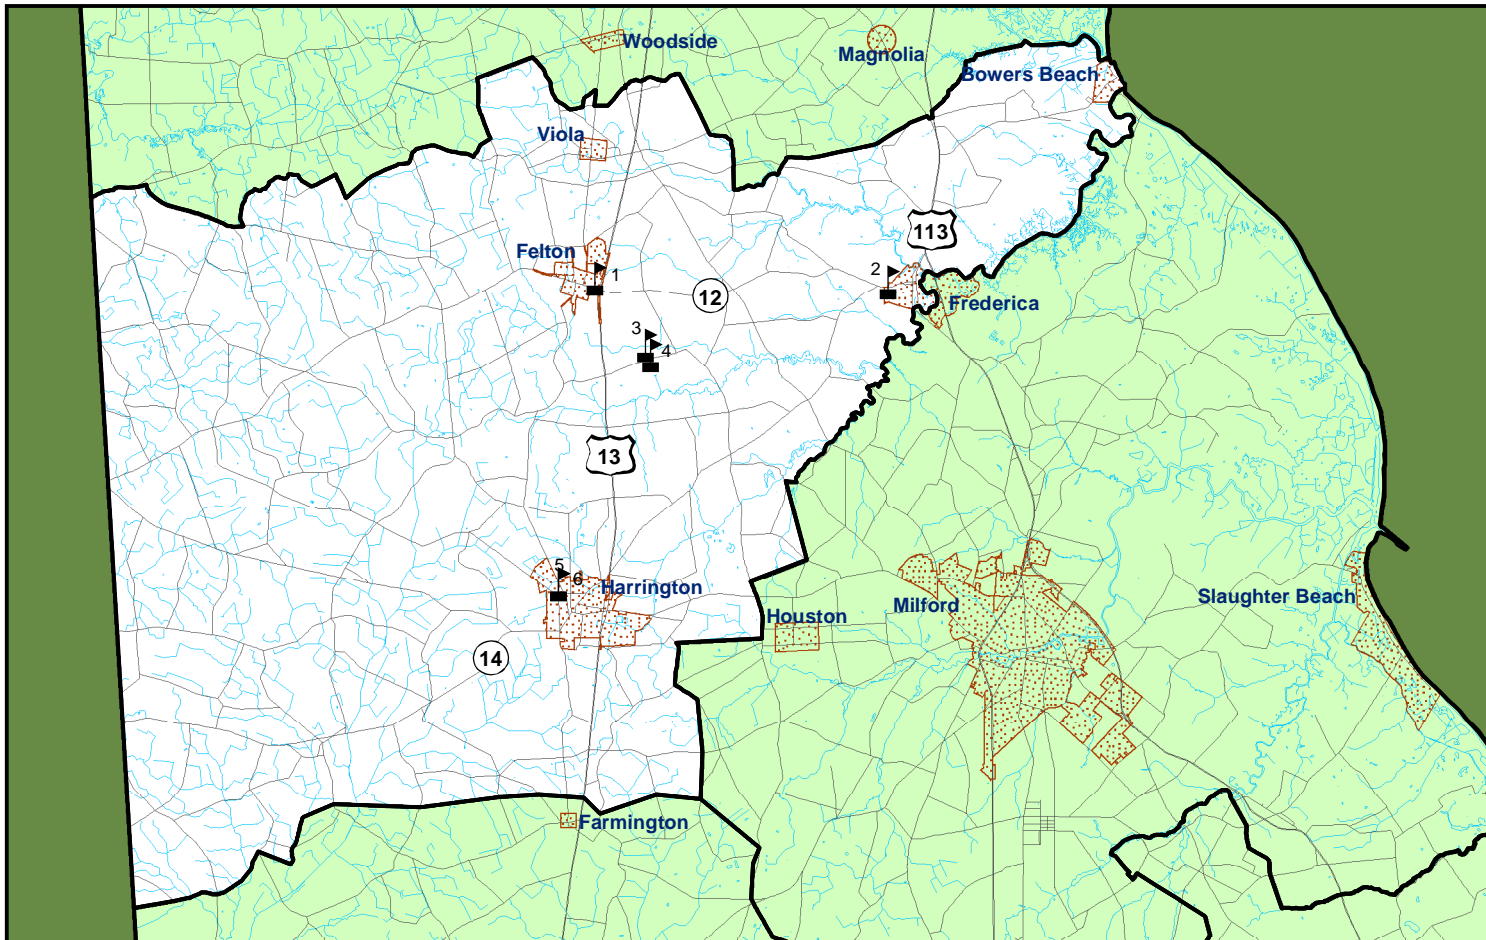 Woodside
Magnolia
Bowers Beach
Viola
113
Felton
1
2
12
Frederica
3
4
13
5
6
Harrington
Milford
Slaughter Beach
Houston
14
Farmington